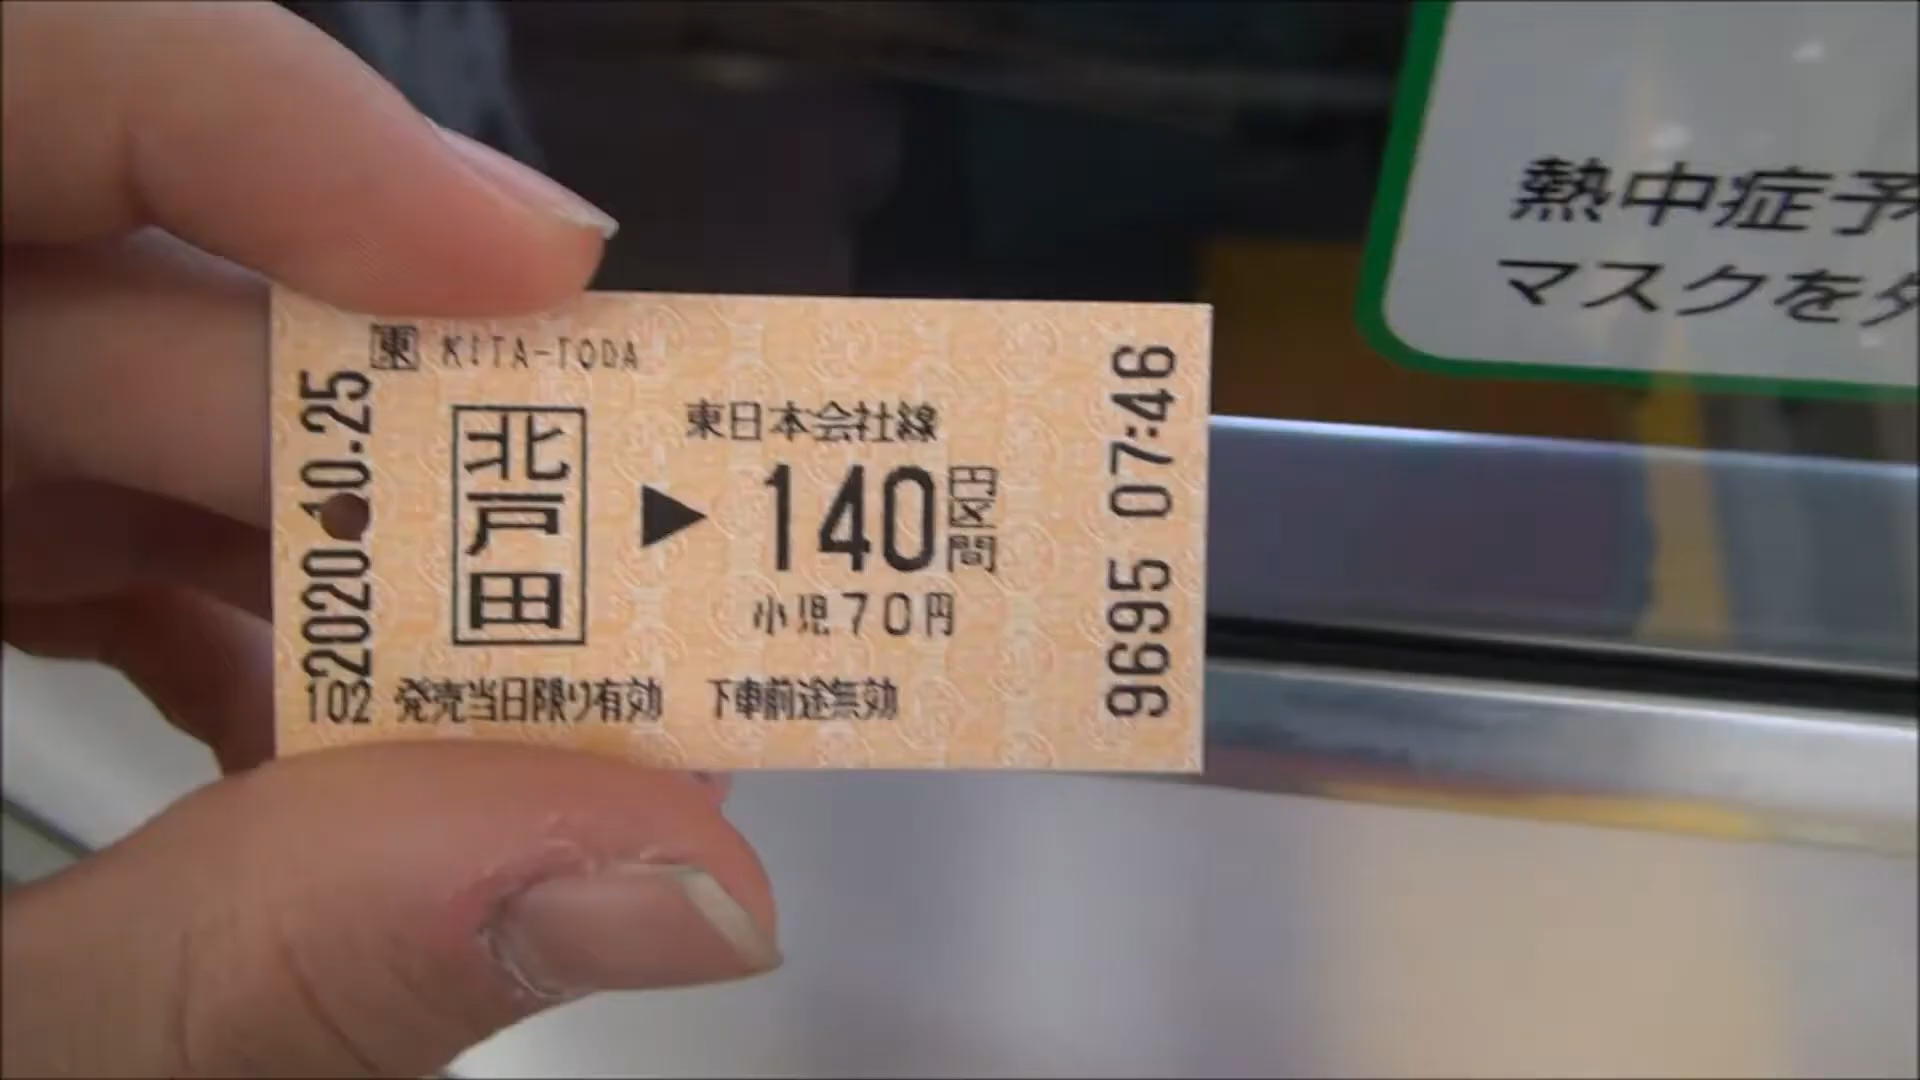 東 KITA-TODA
2020.10.25
北戸田
▶
東日本会社線
140円区間
小児70円
102 発売当日限り有効 下車前途無効
9695 07:46
熱中症予
マスクを